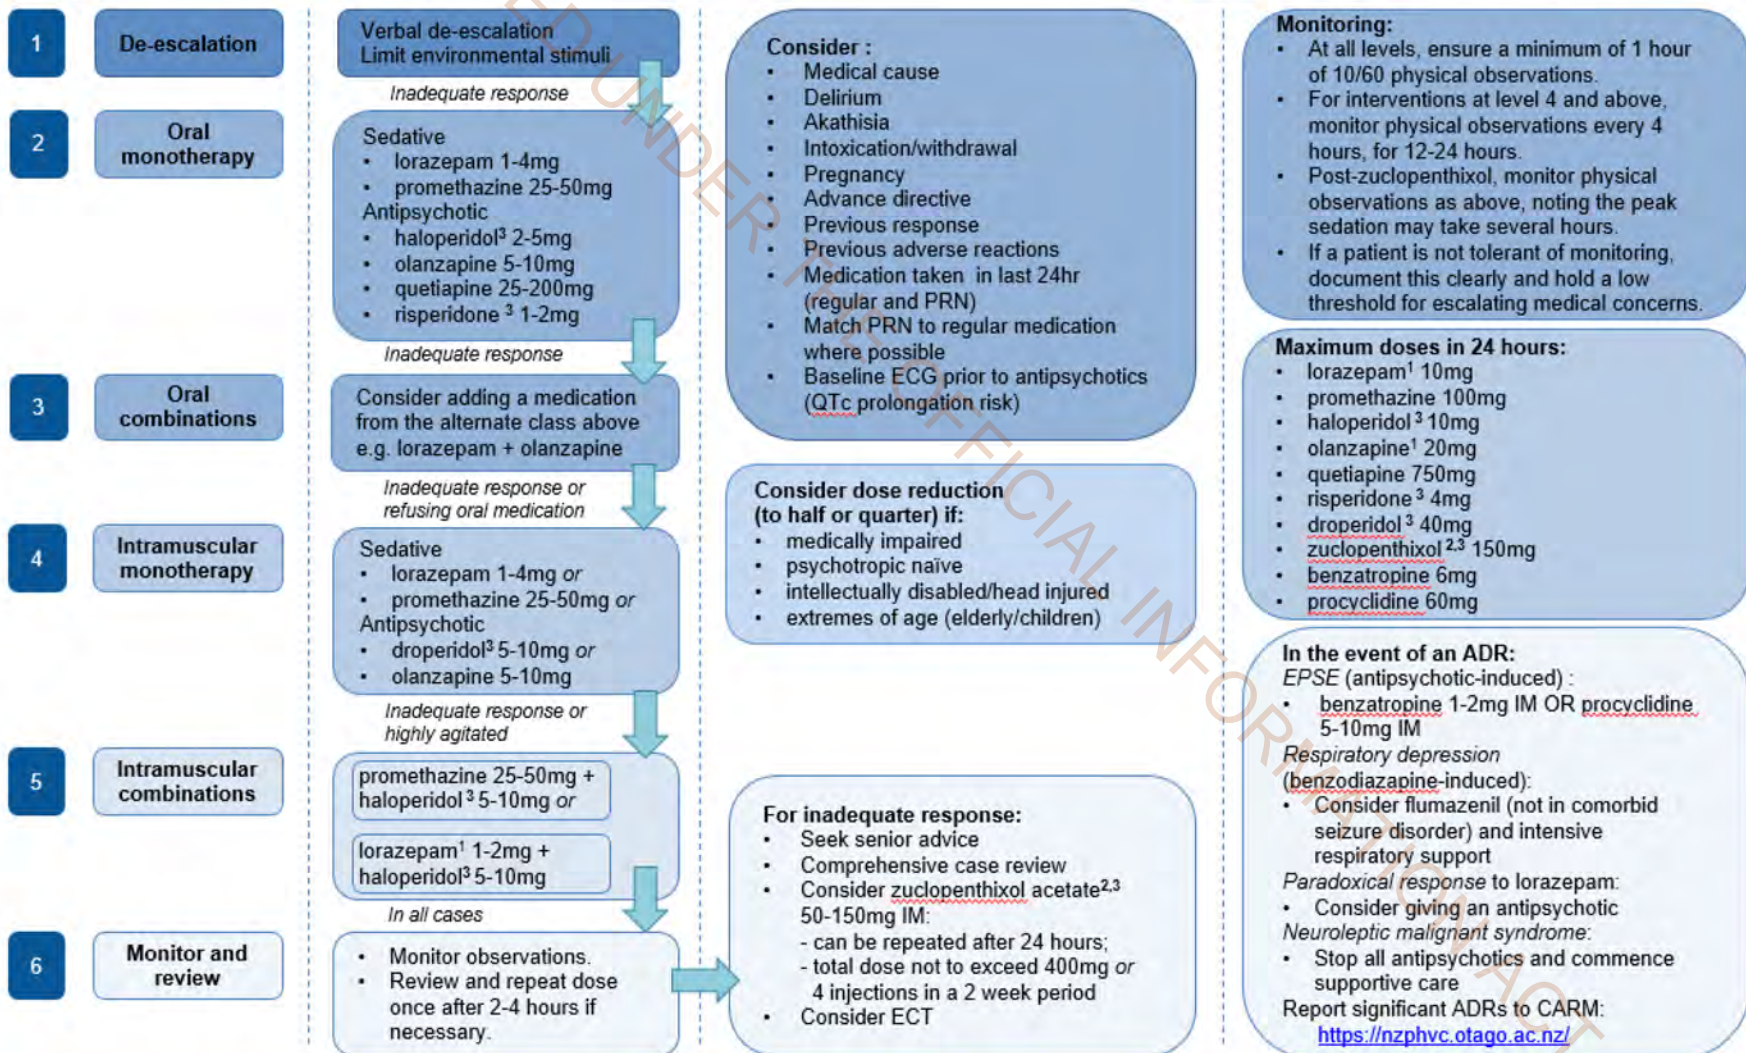 1
De-escalation
Verbal de-escalation
Limit environmental stimuli
Inadequate response
2
Oral
monotherapy
Sedative
• lorazepam 1-4mg
• promethazine 25-50mg
Antipsychotic
• haloperidol³ 2-5mg
• olanzapine 5-10mg
• quetiapine 25-200mg
• risperidone ³ 1-2mg
Inadequate response
3
Oral
combinations
Consider adding a medication
from the alternate class above
e.g. lorazepam + olanzapine
Inadequate response or
refusing oral medication
4
Intramuscular
monotherapy
Sedative
• lorazepam 1-4mg or
• promethazine 25-50mg or
Antipsychotic
• droperidol³ 5-10mg or
• olanzapine 5-10mg
Inadequate response or
highly agitated
5
Intramuscular
combinations
promethazine 25-50mg +
haloperidol ³ 5-10mg or
lorazepam¹ 1-2mg +
haloperidol³ 5-10mg
In all cases
6
Monitor and
review
• Monitor observations.
• Review and repeat dose
once after 2-4 hours if
necessary.
Consider :
• Medical cause
• Delirium
• Akathisia
• Intoxication/withdrawal
• Pregnancy
• Advance directive
• Previous response
• Previous adverse reactions
• Medication taken in last 24hr
(regular and PRN)
• Match PRN to regular medication
where possible
• Baseline ECG prior to antipsychotics
(QTc prolongation risk)
Consider dose reduction
(to half or quarter) if:
• medically impaired
• psychotropic naïve
• intellectually disabled/head injured
• extremes of age (elderly/children)
For inadequate response:
• Seek senior advice
• Comprehensive case review
• Consider zuclopenthixol acetate²,³
50-150mg IM:
- can be repeated after 24 hours;
- total dose not to exceed 400mg or
4 injections in a 2 week period
• Consider ECT
Monitoring:
• At all levels, ensure a minimum of 1 hour
of 10/60 physical observations.
• For interventions at level 4 and above,
monitor physical observations every 4
hours, for 12-24 hours.
• Post-zuclopenthixol, monitor physical
observations as above, noting the peak
sedation may take several hours.
• If a patient is not tolerant of monitoring,
document this clearly and hold a low
threshold for escalating medical concerns.
Maximum doses in 24 hours:
• lorazepam¹ 10mg
• promethazine 100mg
• haloperidol ³ 10mg
• olanzapine¹ 20mg
• quetiapine 750mg
• risperidone ³ 4mg
• droperidol ³ 40mg
• zuclopenthixol ²,³ 150mg
• benzatropine 6mg
• procyclidine 60mg
In the event of an ADR:
EPSE (antipsychotic-induced) :
• benzatropine 1-2mg IM OR procyclidine
5-10mg IM
Respiratory depression
(benzodiazapine-induced):
• Consider flumazenil (not in comorbid
seizure disorder) and intensive
respiratory support
Paradoxical response to lorazepam:
• Consider giving an antipsychotic
Neuroleptic malignant syndrome:
• Stop all antipsychotics and commence
supportive care
Report significant ADRs to CARM:
https://nzphvc.otago.ac.nz/
ED UNDER THE OFFICIAL INFORMATION ACT